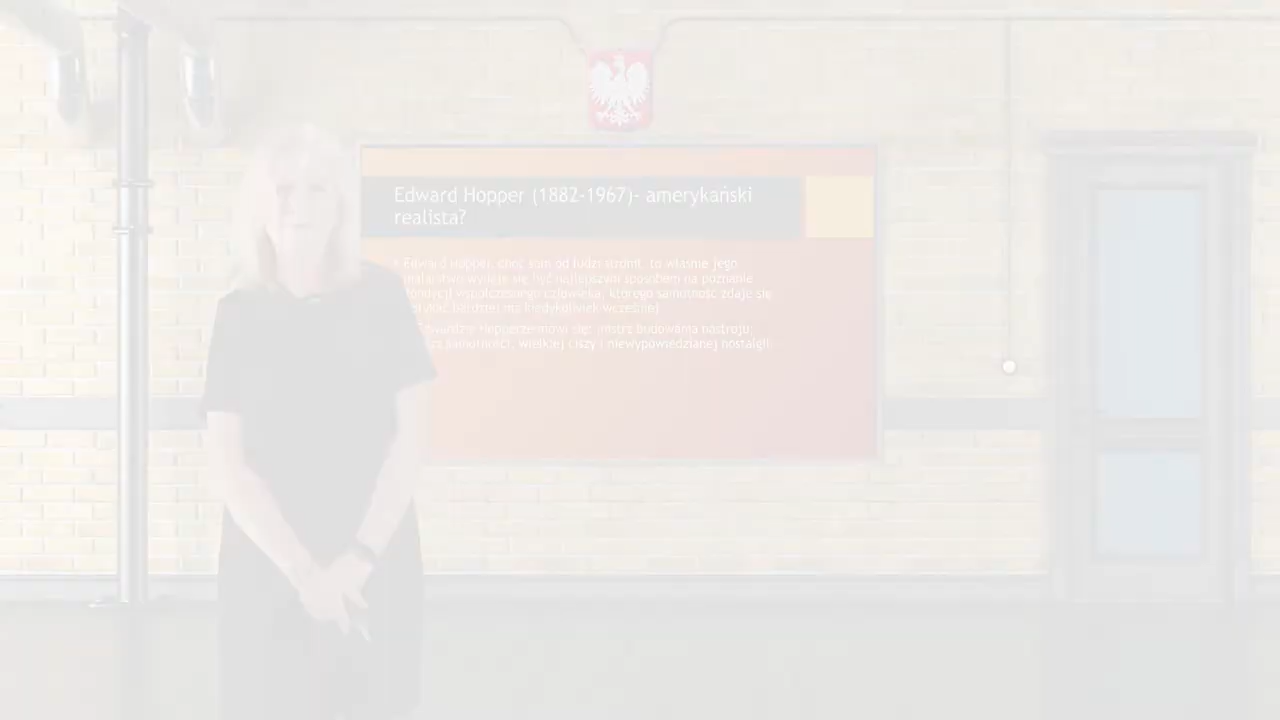 Edward Hopper (1882-1967)- amerykański
realista?
Edward Hopper, choć sam od ludzi stronił, to właśnie jego
malarstwo wydaje się być najlepszym sposobem na poznanie
kondycji współczesnego człowieka, którego samotność zdaje się
bardziej niż kiedykolwiek wcześniej
Edwardzie Hopperze mówi się: mistrz budowania nastroju;
samotności, wielkiej ciszy i niewypowiedzianej nostalgii.